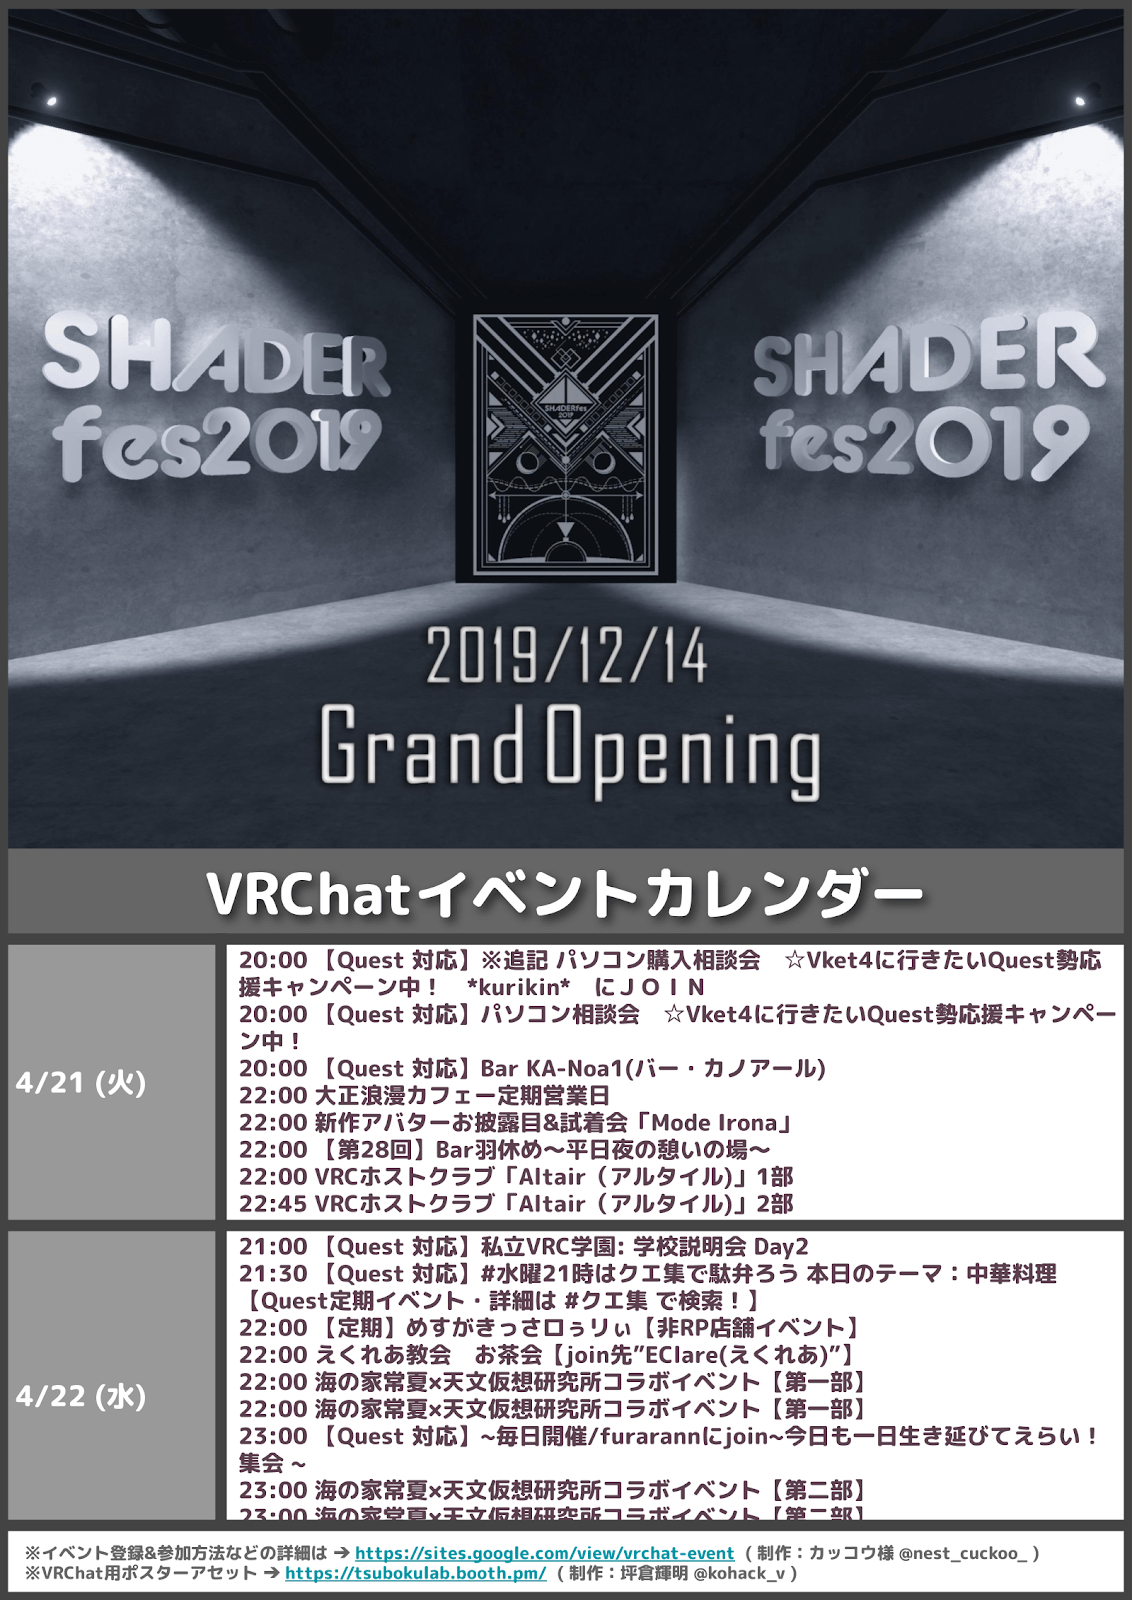 SHADER
fes2019
SHADER
fes2019
SHADERfes
2019
2019/12/14
Grand Opening
VRChatイベントカレンダー
4/21 (火)
20:00 【Quest 対応】※追記 パソコン購入相談会　☆Vket4に行きたいQuest勢応
援キャンペーン中！　*kurikin*　にＪＯＩＮ
20:00 【Quest 対応】パソコン相談会　☆Vket4に行きたいQuest勢応援キャンペー
ン中！
20:00 【Quest 対応】Bar KA-Noa1(バー・カノアール)
22:00 大正浪漫カフェー定期営業日
22:00 新作アバターお披露目&試着会「Mode Irona」
22:00 【第28回】Bar羽休め～平日夜の憩いの場～
22:00 VRCホストクラブ「Altair（アルタイル)」1部
22:45 VRCホストクラブ「Altair（アルタイル)」2部
4/22 (水)
21:00 【Quest 対応】私立VRC学園: 学校説明会 Day2
21:30 【Quest 対応】#水曜21時はクエ集で駄弁ろう 本日のテーマ：中華料理
【Quest定期イベント・詳細は #クエ集 で検索！】
22:00 【定期】めすがきっさロぅリぃ【非RP店舗イベント】
22:00 えくれあ教会　お茶会【join先”EClare(えくれあ)”】
22:00 海の家常夏×天文仮想研究所コラボイベント【第一部】
22:00 海の家常夏×天文仮想研究所コラボイベント【第一部】
23:00 【Quest 対応】~毎日開催/furarannにjoin~今日も一日生き延びてえらい！
集会 ~
23:00 海の家常夏×天文仮想研究所コラボイベント【第二部】
23:00 海の家常夏×天文仮想研究所コラボイベント【第二部】
※イベント登録&参加方法などの詳細は ➔ https://sites.google.com/view/vrchat-event （ 制作：カッコウ様 @nest_cuckoo_ ）
※VRChat用ポスターアセット ➔ https://tsubokulab.booth.pm/ （ 制作：坪倉輝明 @kohack_v ）